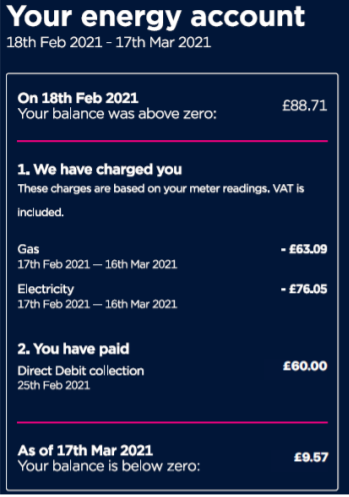 Your energy account
18th Feb 2021 - 17th Mar 2021
On 18th Feb 2021
Your balance was above zero:
£88.71
1. We have charged you
These charges are based on your meter readings. VAT is
included.
Gas
- £63.09
17th Feb 2021 — 16th Mar 2021
Electricity
- £76.05
17th Feb 2021 — 16th Mar 2021
2. You have paid
Direct Debit collection
£60.00
25th Feb 2021
As of 17th Mar 2021
Your balance is below zero:
£9.57